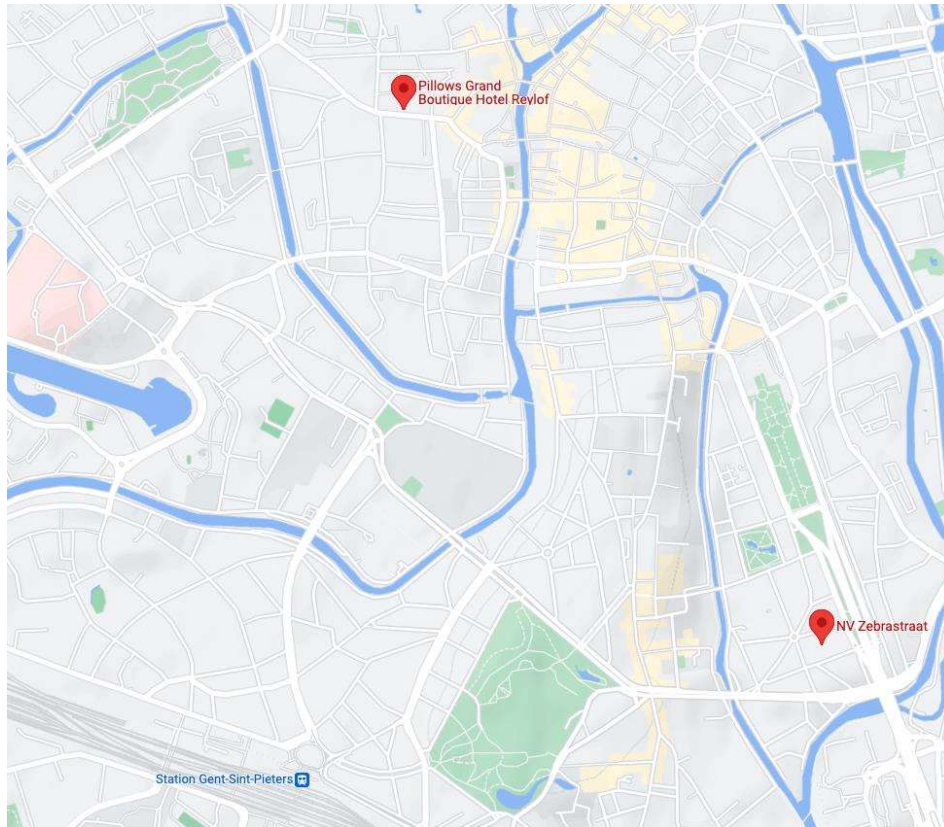 Pillows Grand
Boutique Hotel Reylof
NV Zebrastraat
Station Gent-Sint-Pieters